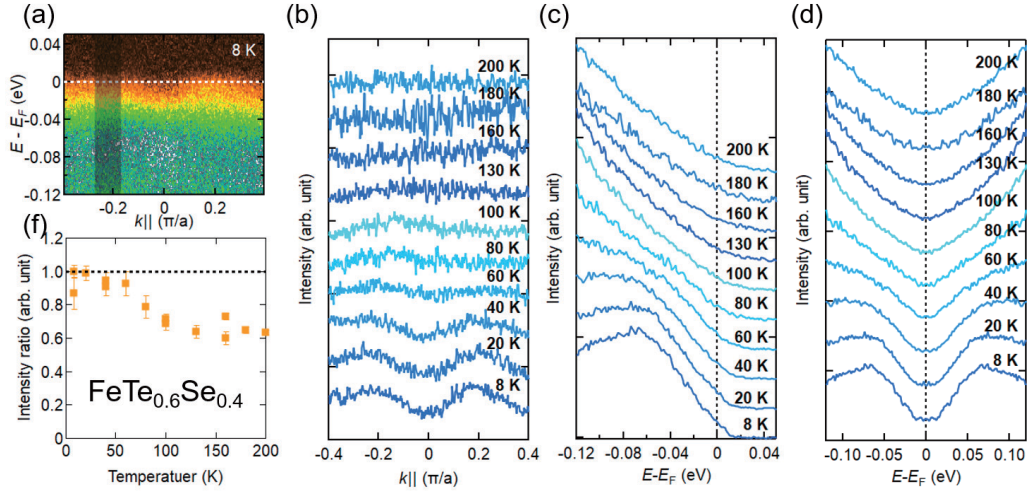 (a)
8 K
0.04
0
-0.04
-0.08
-0.12
E - EF (eV)
-0.2
0.2
k|| (π/a)
(f)
1.2
1.0
0.8
0.6
0.4
0.2
0.0
Intensity ratio (arb. unit)
FeTe0.6Se0.4
0
50
100
150
200
Temperatuer (K)
(b)
Intensity (arb. unit)
200 K
180 K
160 K
130 K
100 K
80 K
60 K
40 K
20 K
8 K
-0.4
-0.2
0
0.2
0.4
k|| (π/a)
(c)
Intensity (arb. unit)
200 K
180 K
160 K
130 K
100 K
80 K
60 K
40 K
20 K
8 K
-0.12
-0.08
-0.04
0
0.04
E-EF (eV)
(d)
Intensity (arb. unit)
200 K
180 K
160 K
130 K
100 K
80 K
60 K
40 K
20 K
8 K
-0.10
-0.05
0
0.05
0.10
E-EF (eV)